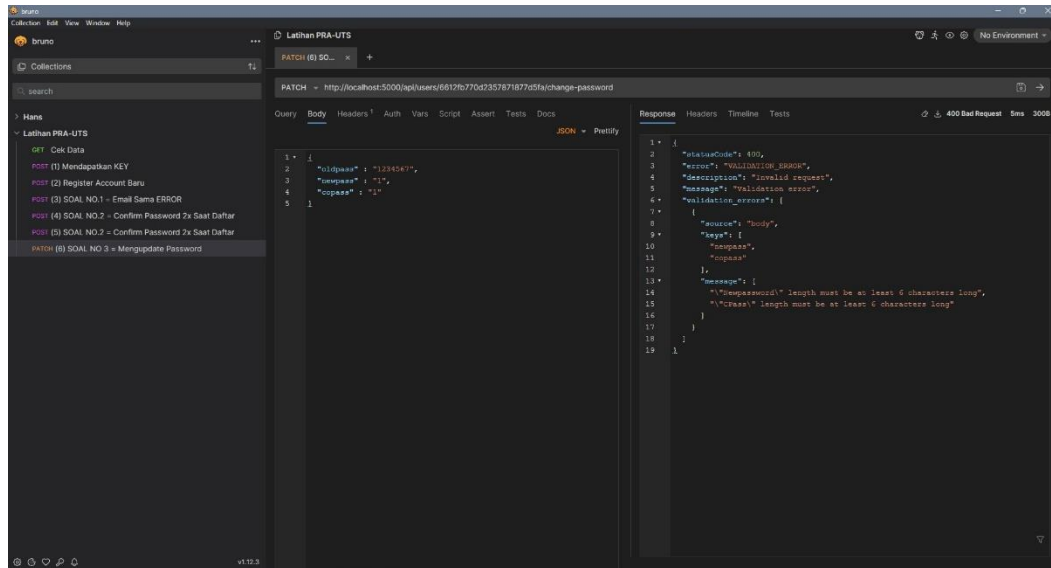 bruno
Collection Edit View Window Help
bruno
Collections
search
Hans
Latihan PRA-UTS
GET Cek Data
POST (1) Mendapatkan KEY
POST (2) Register Account Baru
POST (3) SOAL NO.1 = Email Sama ERROR
POST (4) SOAL NO.2 = Confirm Password 2x Saat Daftar
POST (5) SOAL NO.2 = Confirm Password 2x Saat Daftar
PATCH (6) SOAL NO 3 = Mengupdate Password
v1.12.3
Latihan PRA-UTS
No Environment
PATCH (6) SO... × +
PATCH http://localhost:5000/api/users/6612fb770d2357871877d5fa/change-password
Query Body Headers 1 Auth Vars Script Assert Tests Docs
JSON Prettify
1 {
2 "oldpass" : "1234567",
3 "newpass" : "1",
4 "copass" : "1"
5 }
Response Headers Timeline Tests 400 Bad Request 5ms 300B
1 {
2 "statusCode": 400,
3 "error": "VALIDATION_ERROR",
4 "description": "Invalid request",
5 "message": "Validation error",
6 "validation_errors": [
7 {
8 "source": "body",
9 "keys": [
10 "newpass",
11 "copass"
12 ],
13 "message": [
14 "\"Newpassword\" length must be at least 6 characters long",
15 "\"CPass\" length must be at least 6 characters long"
16 ]
17 }
18 ]
19 }